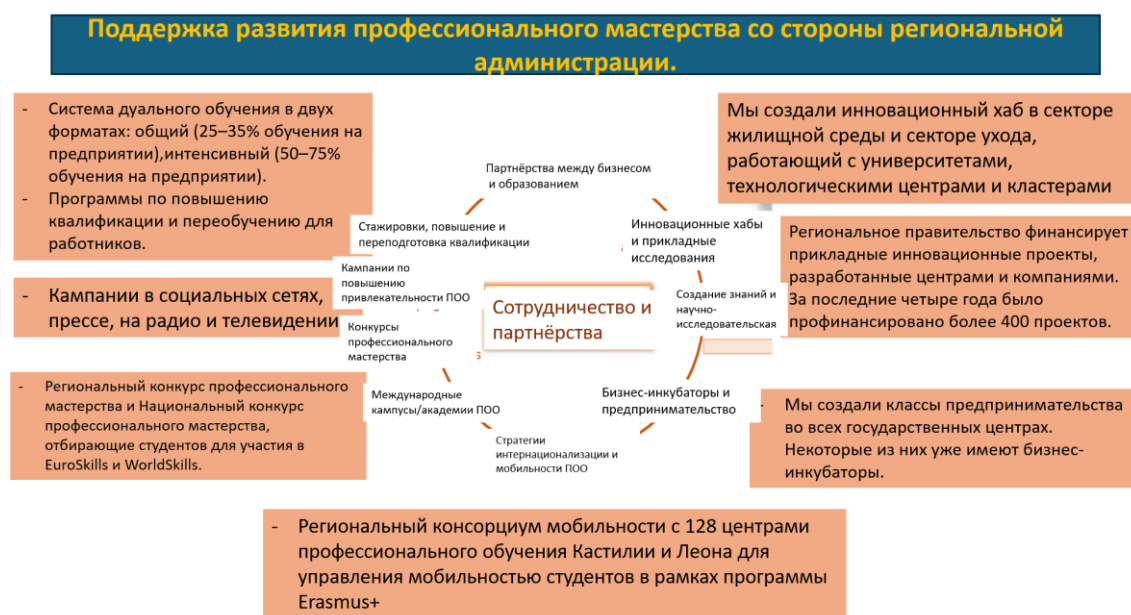 Поддержка развития профессионального мастерства со стороны региональной
администрации.
- Система дуального обучения в двух
форматах: общий (25–35% обучения на
предприятии),интенсивный (50–75%
обучения на предприятии).
- Программы по повышению
квалификации и переобучению для
работников.
- Кампании в социальных сетях,
прессе, на радио и телевидении
- Региональный конкурс профессионального
мастерства и Национальный конкурс
профессионального мастерства,
отбирающие студентов для участия в
EuroSkills и WorldSkills.
Партнёрства между бизнесом
и образованием
Стажировки, повышение и
переподготовка квалификации
Кампании по
повышению
привлекательности ПОО
Конкурсы
профессионального
мастерства
Международные
кампусы/академии ПОО
Стратегии
интернационализации и
мобильности ПОО
Сотрудничество и
партнёрства
Инновационные хабы
и прикладные
исследования
Создание знаний и
научно-
исследовательская
Бизнес-инкубаторы и
предпринимательство
Мы создали инновационный хаб в секторе
жилищной среды и секторе ухода,
работающий с университетами,
технологическими центрами и кластерами
Региональное правительство финансирует
прикладные инновационные проекты,
разработанные центрами и компаниями.
За последние четыре года было
профинансировано более 400 проектов.
- Мы создали классы предпринимательства
во всех государственных центрах.
Некоторые из них уже имеют бизнес-
инкубаторы.
- Региональный консорциум мобильности с 128 центрами
профессионального обучения Кастилии и Леона для
управления мобильностью студентов в рамках программы
Erasmus+